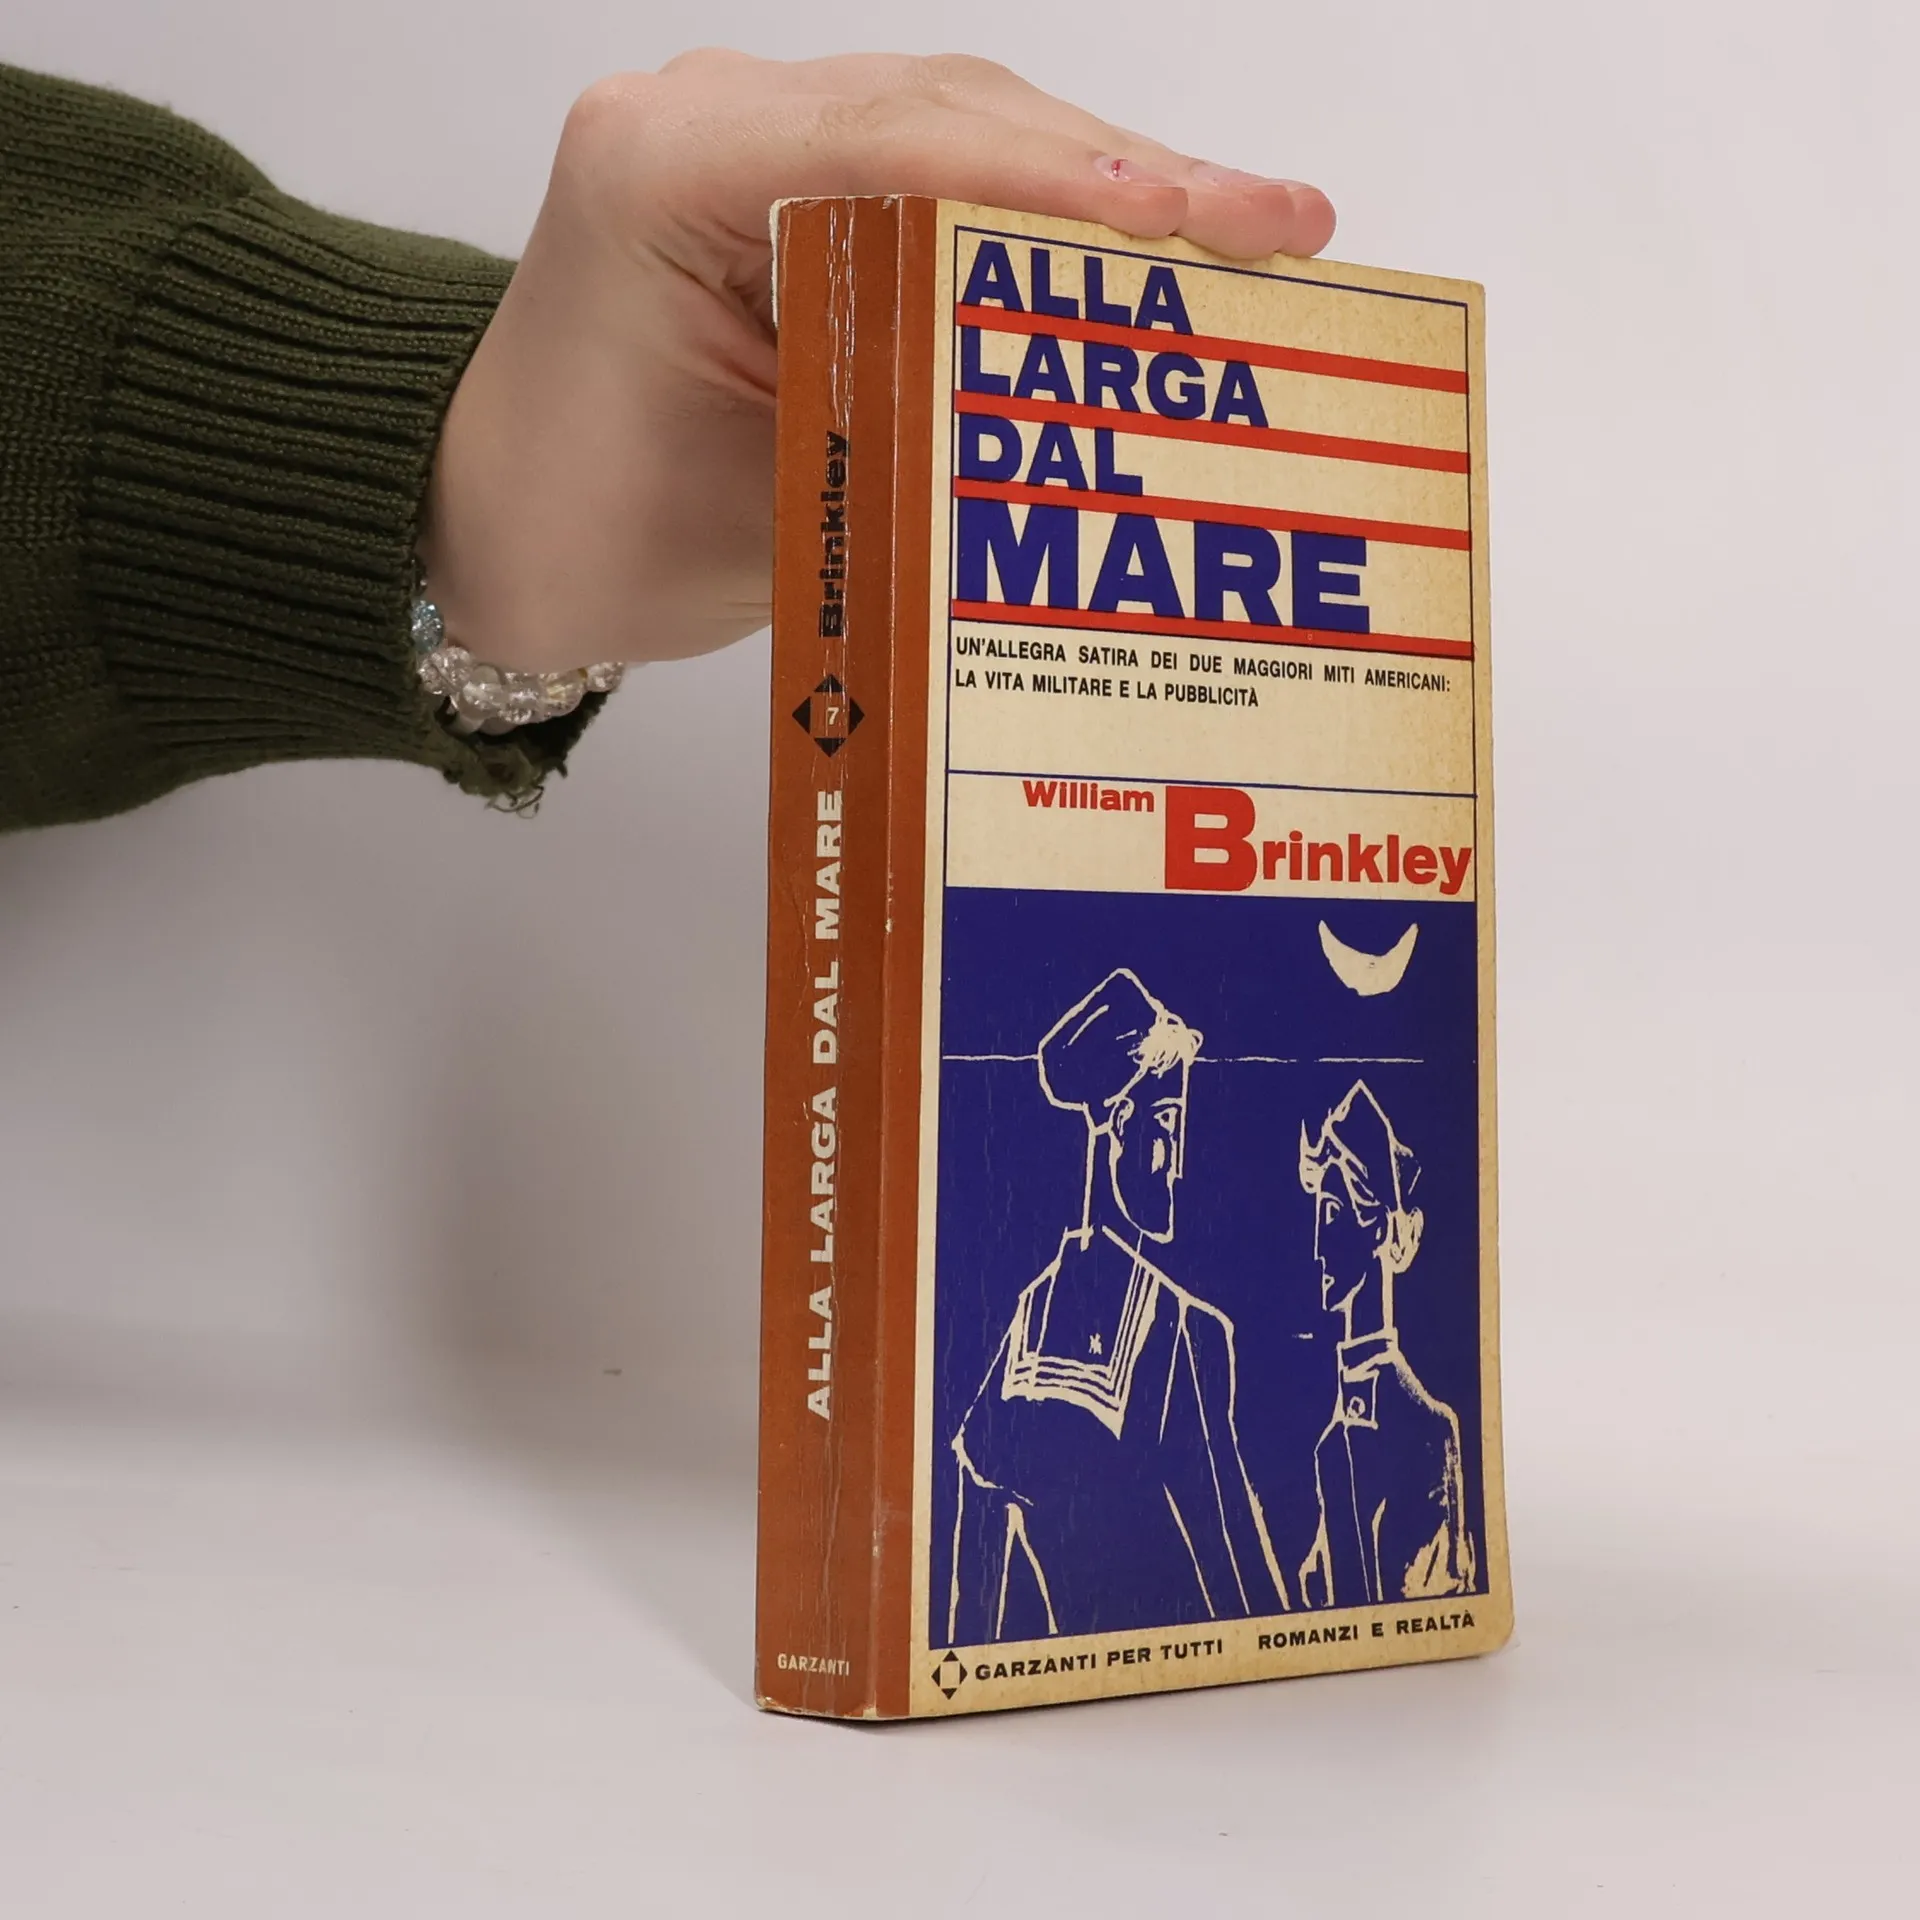 ALLA
LARGA
DAL
MARE
UN'ALLEGRA SATIRA DEI DUE MAGGIORI MITI AMERICANI:
LA VITA MILITARE E LA PUBBLICITÀ
William Brinkley
GARZANTI PER TUTTI ROMANZI E REALTÀ
Brinkley
7
ALLA LARGA DAL MARE
GARZANTI